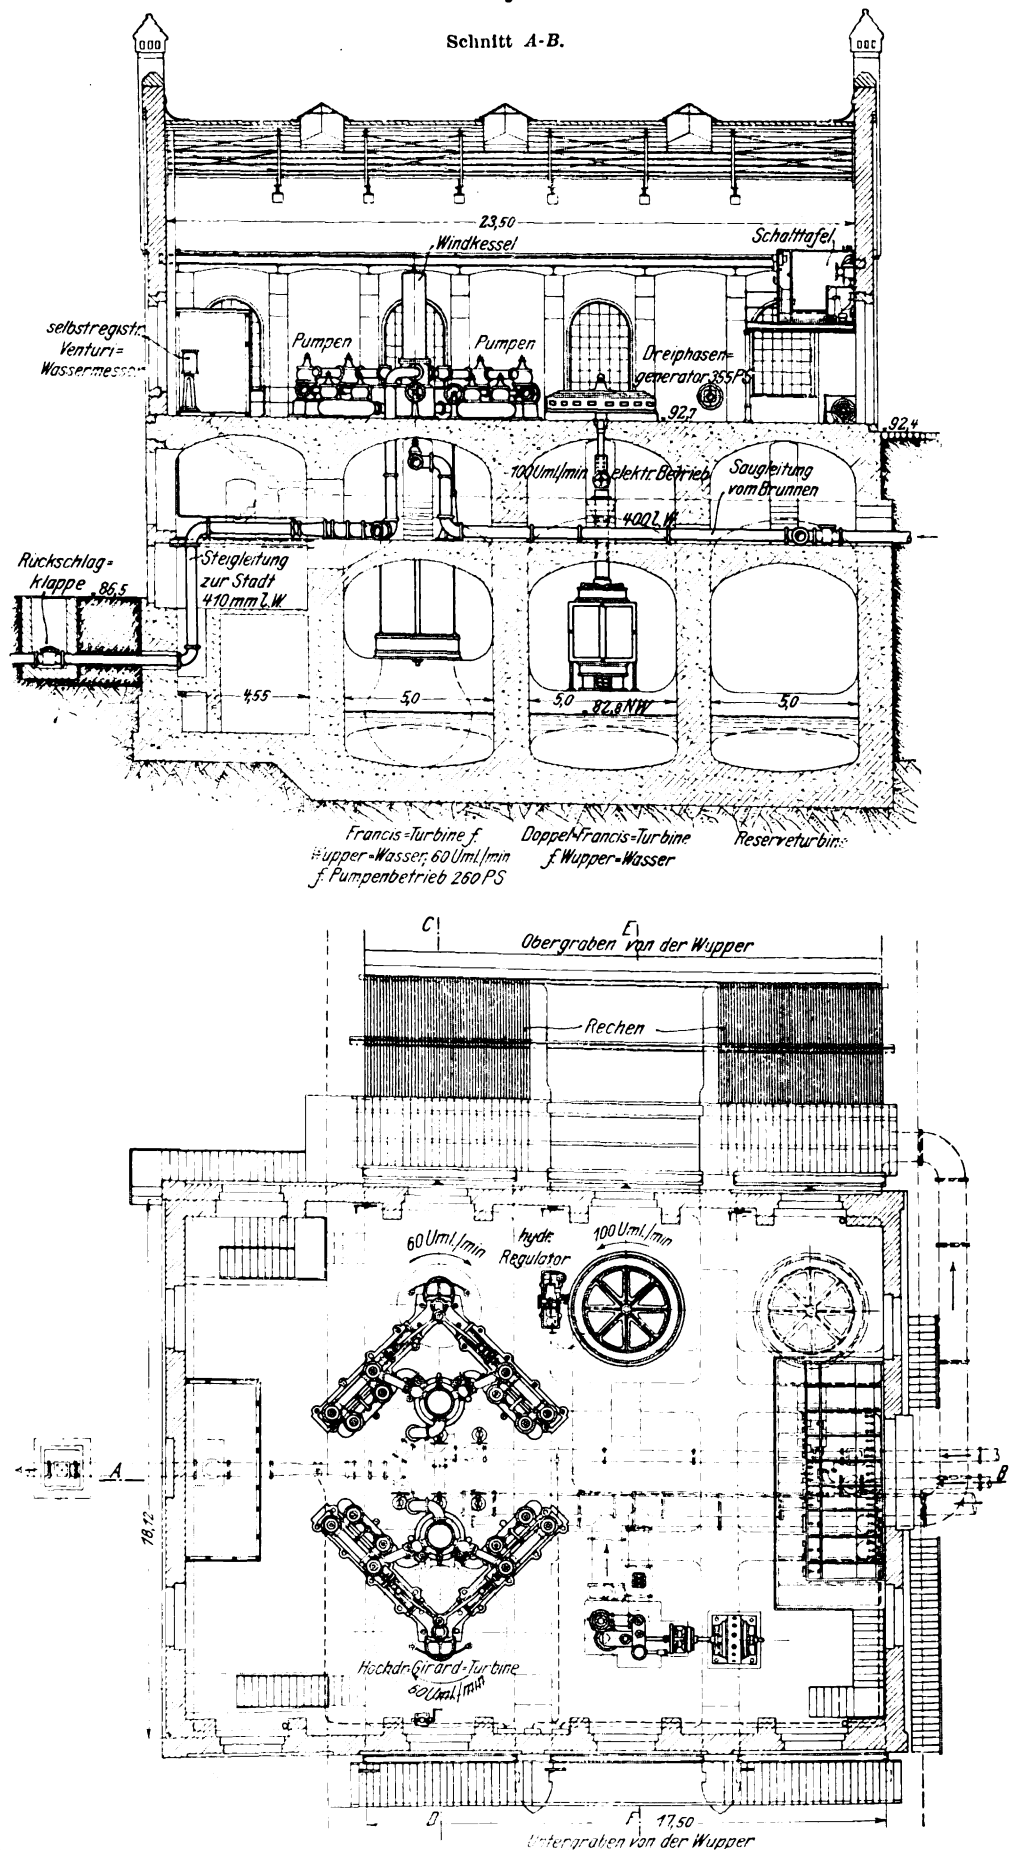 Schnitt A-B.
23,50
Windkessel
Schalttafel
selbstregistr.
Venturi=
Wassermesser
Pumpen
Pumpen
Dreiphasen=
generator 355 PS
92,7
92,4
100 Uml/min
elektr. Betrieb
Saugleitung
vom Brunnen
400 l.W.
Rückschlag=
klappe
86,5
Steigleitung
zur Stadt
410 mm l.W.
4,55
5,0
5,0
82,8 NW
5,0
Francis=Turbine f.
Wupper=Wasser, 60 Uml./min
f. Pumpenbetrieb 260 PS
Doppel=Francis=Turbine
f. Wupper=Wasser
Reserveturbine
C
E
Obergraben von der Wupper
Rechen
60 Uml./min
hydr.
Regulator
100 Uml./min
A
B
18,12
Hochdr.-Girard=Turbine
60 Uml./min
D
F
17,50
Untergraben von der Wupper